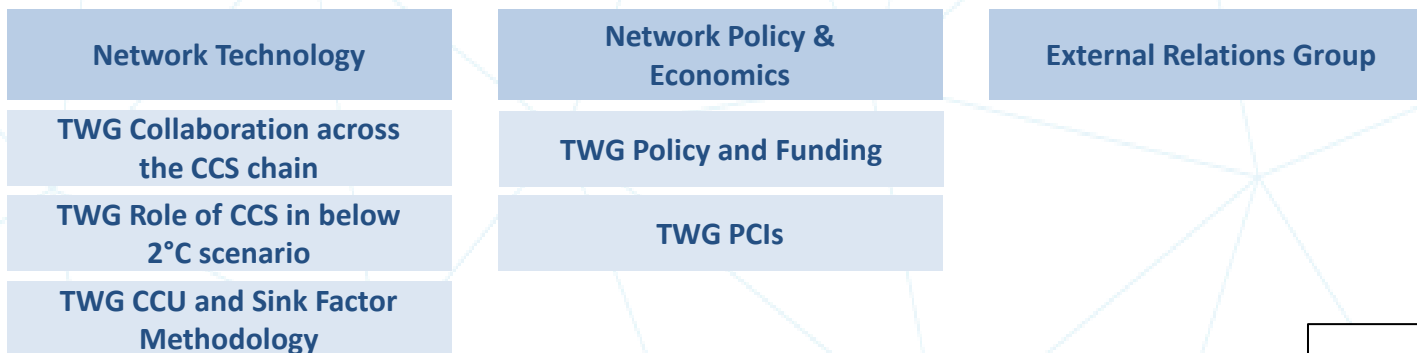 Network Technology
TWG Collaboration across
the CCS chain
TWG Role of CCS in below
2°C scenario
TWG CCU and Sink Factor
Methodology
Network Policy &
Economics
TWG Policy and Funding
TWG PCIs
External Relations Group